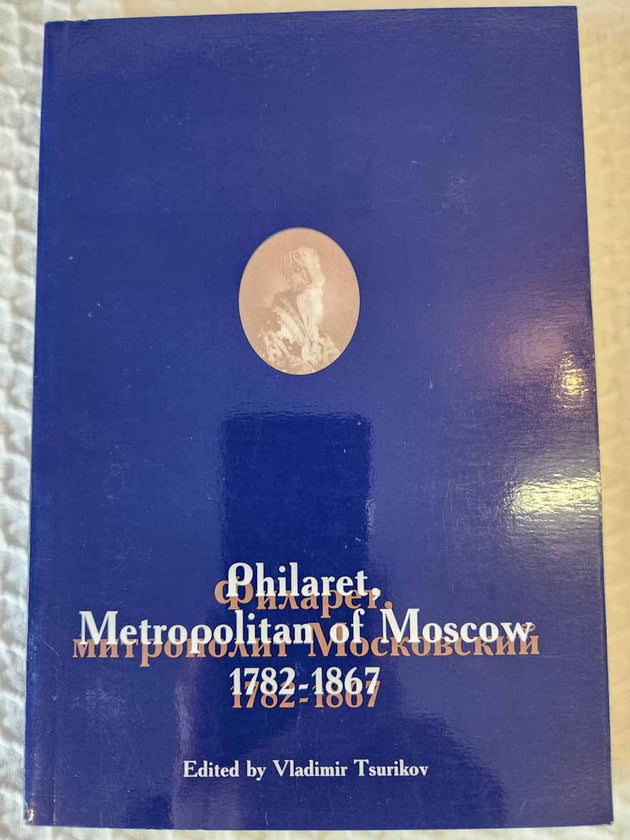 Philaret,
Филарет,
Metropolitan of Moscow
митрополит Московский
1782-1867
1782-1867
Edited by Vladimir Tsurikov